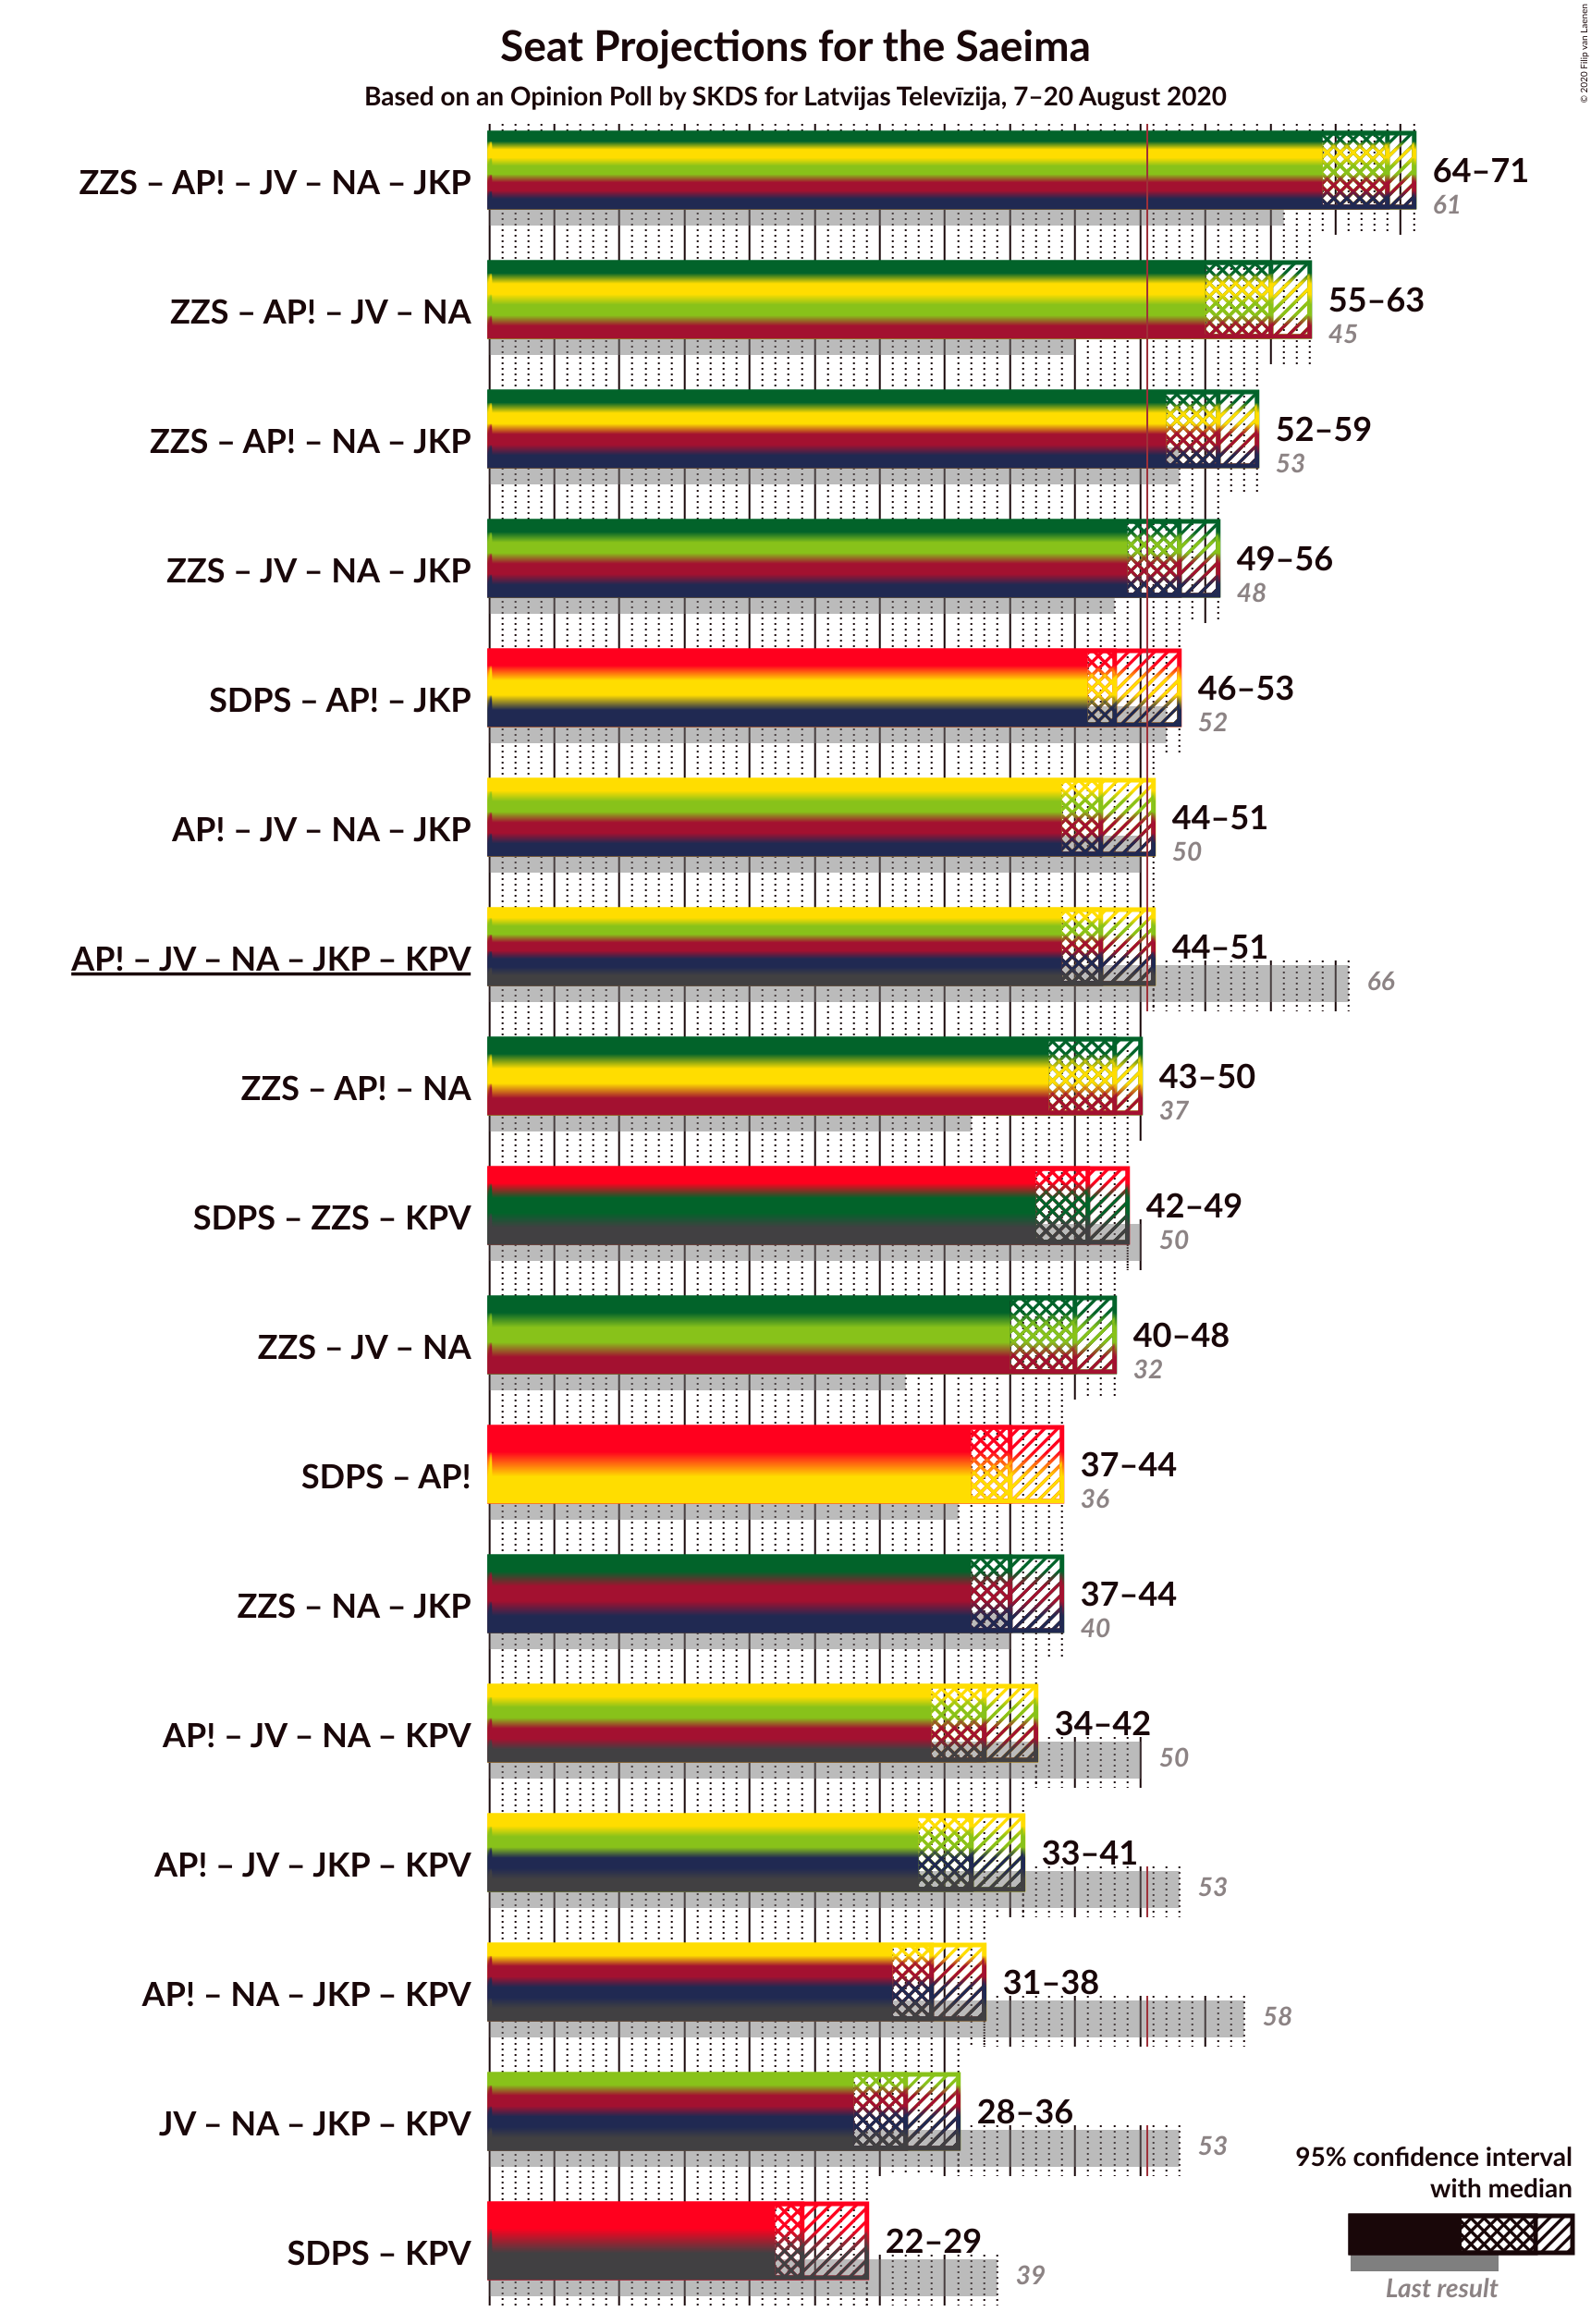 © 2020 Filip van Laenen
Seat Projections for the Saeima
Based on an Opinion Poll by SKDS for Latvijas Televīzija, 7–20 August 2020
ZZS – AP! – JV – NA – JKP
64–71
61
ZZS – AP! – JV – NA
55–63
45
ZZS – AP! – NA – JKP
52–59
53
ZZS – JV – NA – JKP
49–56
48
SDPS – AP! – JKP
46–53
52
AP! – JV – NA – JKP
44–51
50
AP! – JV – NA – JKP – KPV
44–51
66
ZZS – AP! – NA
43–50
37
SDPS – ZZS – KPV
42–49
50
ZZS – JV – NA
40–48
32
SDPS – AP!
37–44
36
ZZS – NA – JKP
37–44
40
AP! – JV – NA – KPV
34–42
50
AP! – JV – JKP – KPV
33–41
53
AP! – NA – JKP – KPV
31–38
58
JV – NA – JKP – KPV
28–36
53
SDPS – KPV
22–29
39
95% confidence interval
with median
Last result